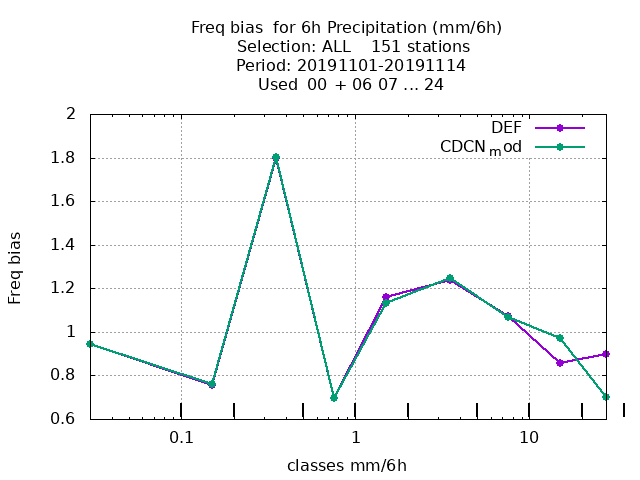 Freq bias  for 6h Precipitation (mm/6h)
Selection: ALL    151 stations
Period: 20191101-20191114
Used  00  + 06 07 ... 24
DEF
CDCNmod
2
1.8
1.6
1.4
1.2
1
0.8
0.6
Freq bias
0.1 1 10
classes mm/6h